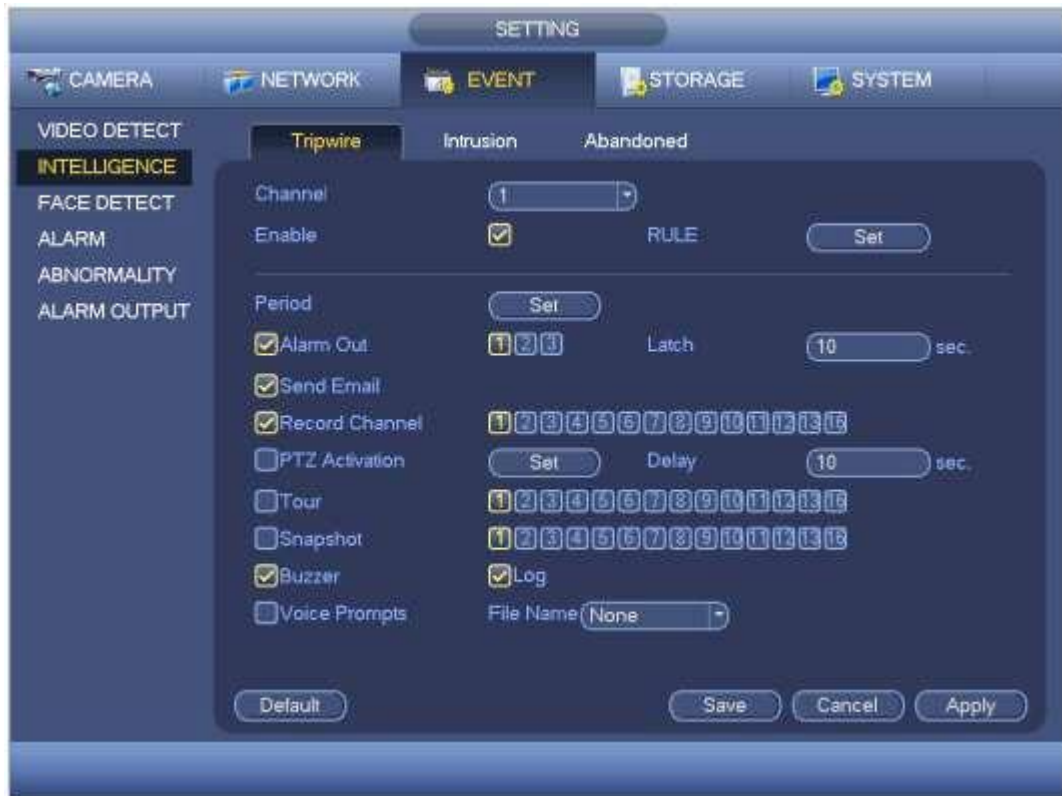 SETTING
CAMERA NETWORK EVENT STORAGE SYSTEM
VIDEO DETECT
INTELLIGENCE
FACE DETECT
ALARM
ABNORMALITY
ALARM OUTPUT
Tripwire Intrusion Abandoned
Channel 1
Enable RULE Set
Period Set
Alarm Out 1 2 3 Latch 10 sec.
Send Email
Record Channel 1 2 3 4 5 6 7 8 9 10 11 12 13 16
PTZ Activation Set Delay 10 sec.
Tour 1 2 3 4 5 6 7 8 9 10 11 12 13 16
Snapshot 1 2 3 4 5 6 7 8 9 10 11 12 13 16
Buzzer Log
Voice Prompts File Name None
Default Save Cancel Apply